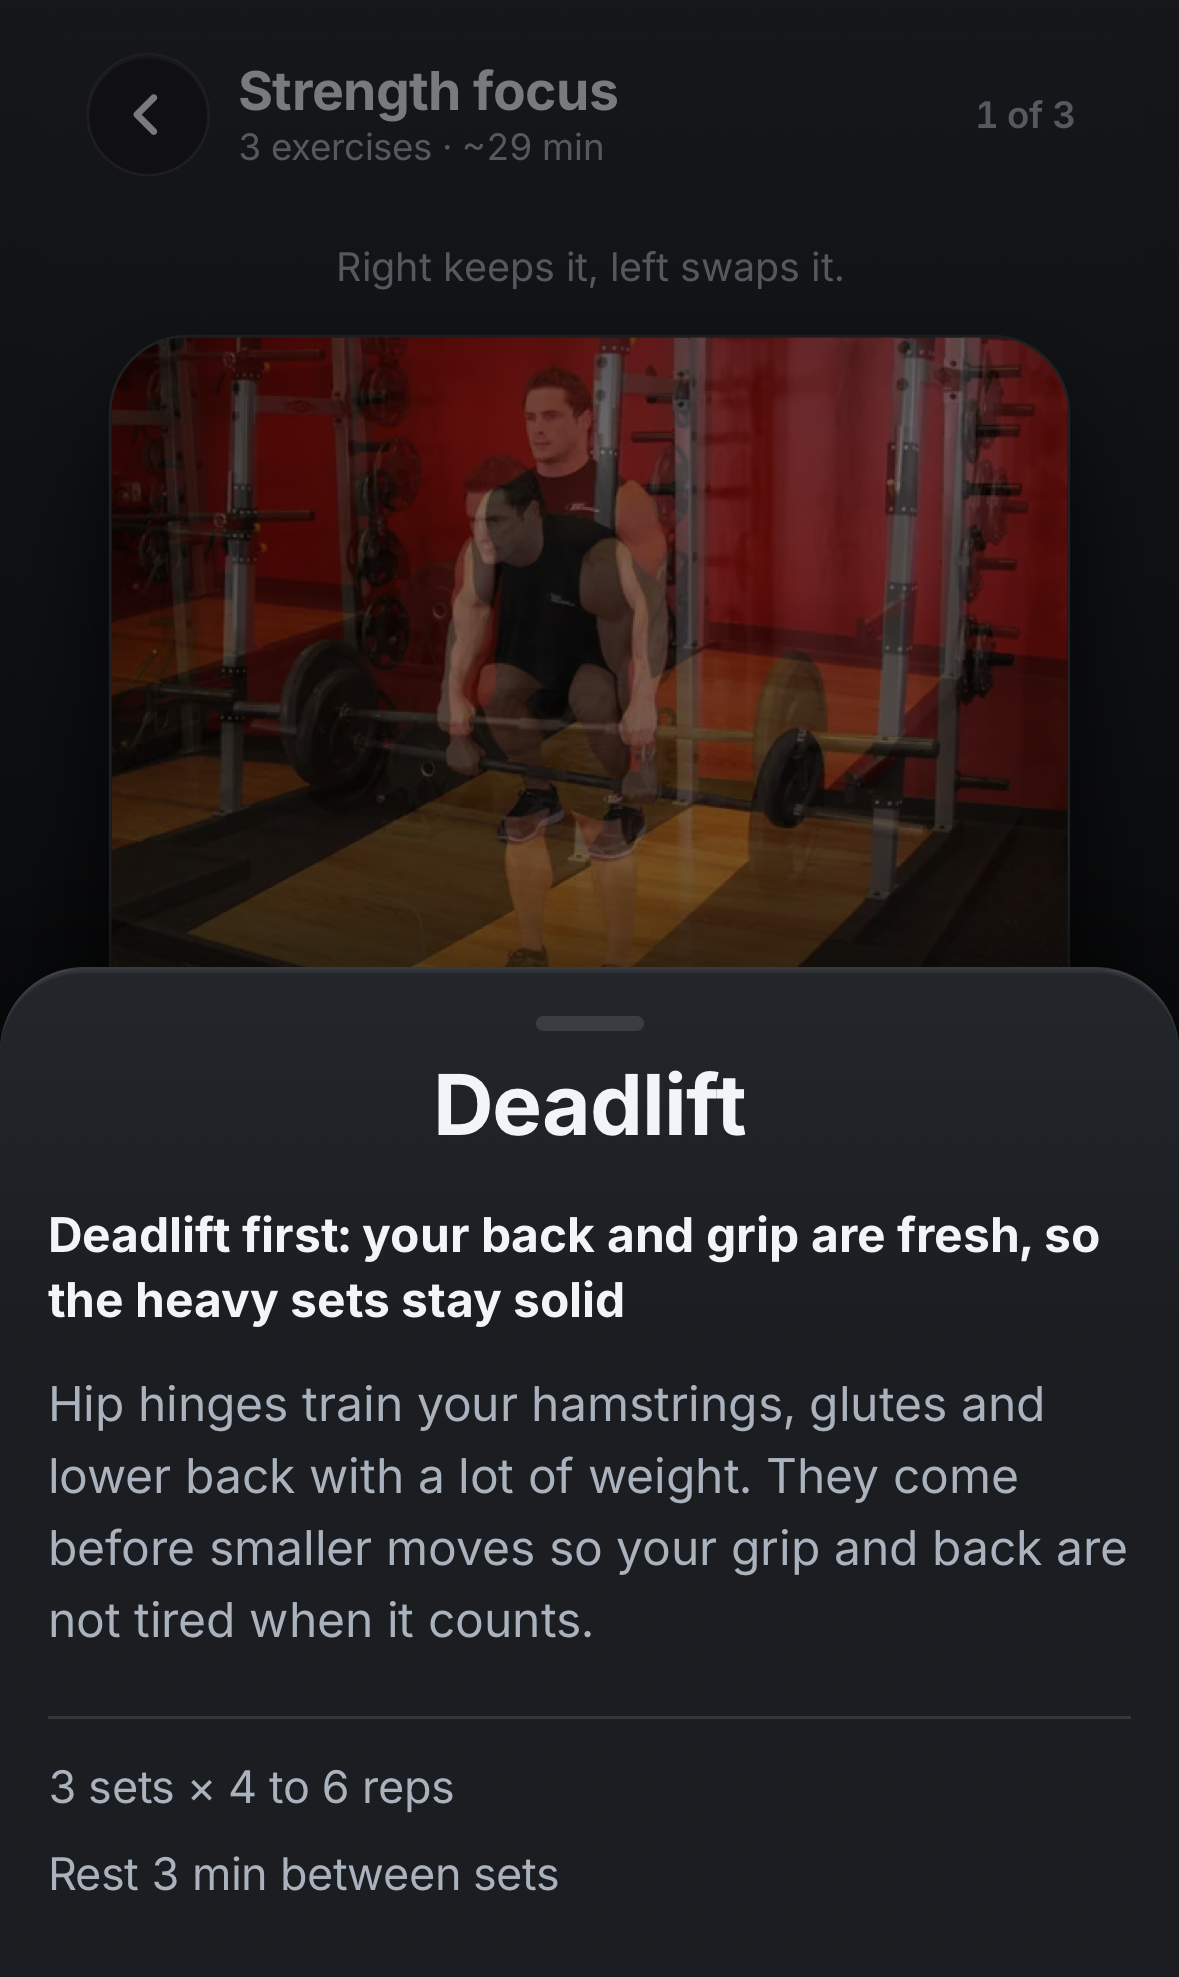 Strength focus
3 exercises · ~29 min
1 of 3
Right keeps it, left swaps it.
Deadlift
Deadlift first: your back and grip are fresh, so
the heavy sets stay solid
Hip hinges train your hamstrings, glutes and
lower back with a lot of weight. They come
before smaller moves so your grip and back are
not tired when it counts.
3 sets × 4 to 6 reps
Rest 3 min between sets